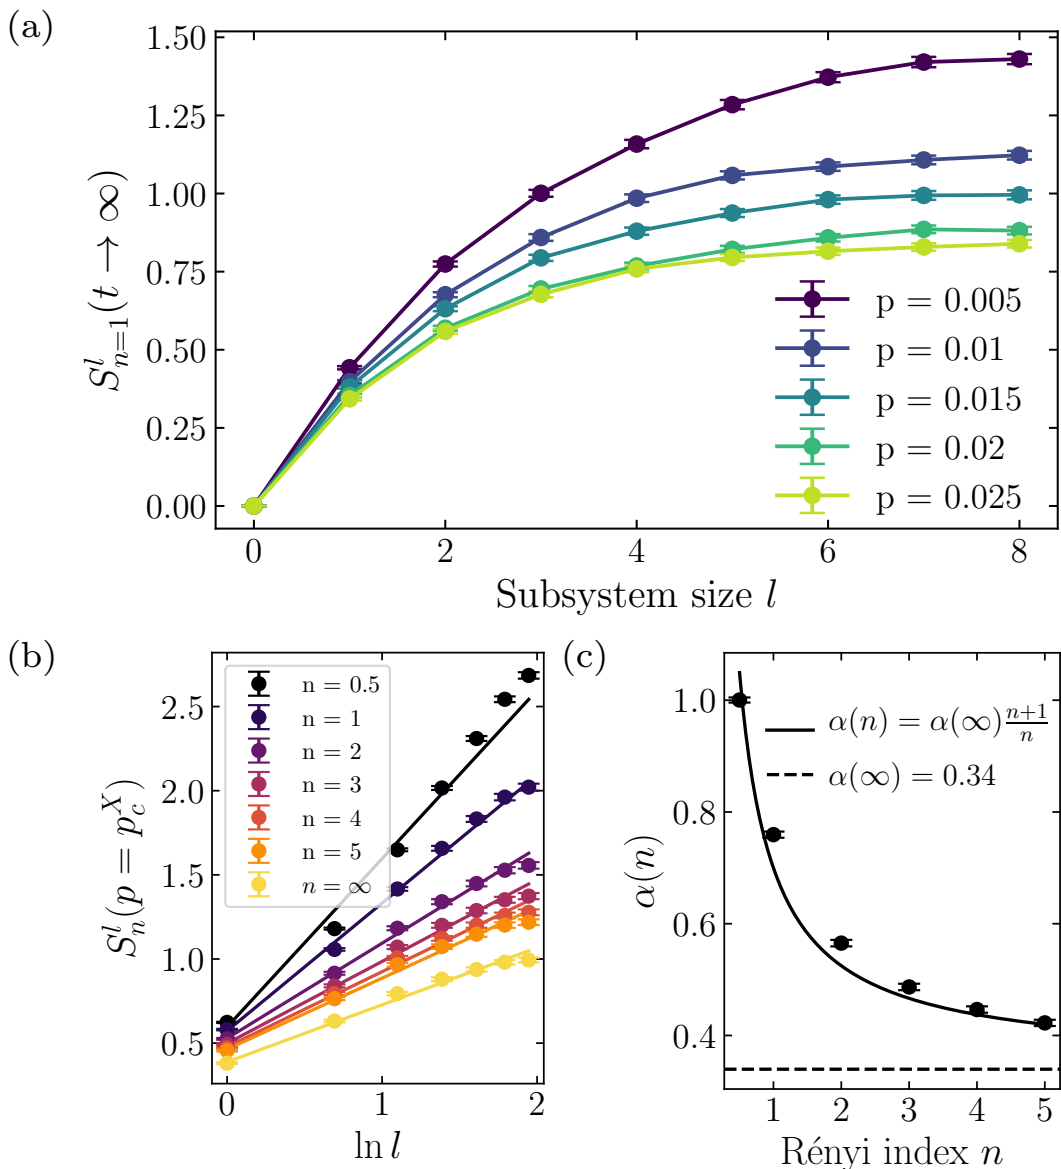 (a)
1.50
1.25
1.00
0.75
0.50
0.25
0.00
S^l_{n=1}(t → ∞)
p = 0.005
p = 0.01
p = 0.015
p = 0.02
p = 0.025
0 2 4 6 8
Subsystem size l
(b)
2.5
2.0
1.5
1.0
0.5
S^l_n(p = p^X_c)
n = 0.5
n = 1
n = 2
n = 3
n = 4
n = 5
n = ∞
0 1 2
ln l
(c)
1.0
0.8
0.6
0.4
α(n)
α(n) = α(∞) \frac{n+1}{n}
α(∞) = 0.34
1 2 3 4 5
Rényi index n